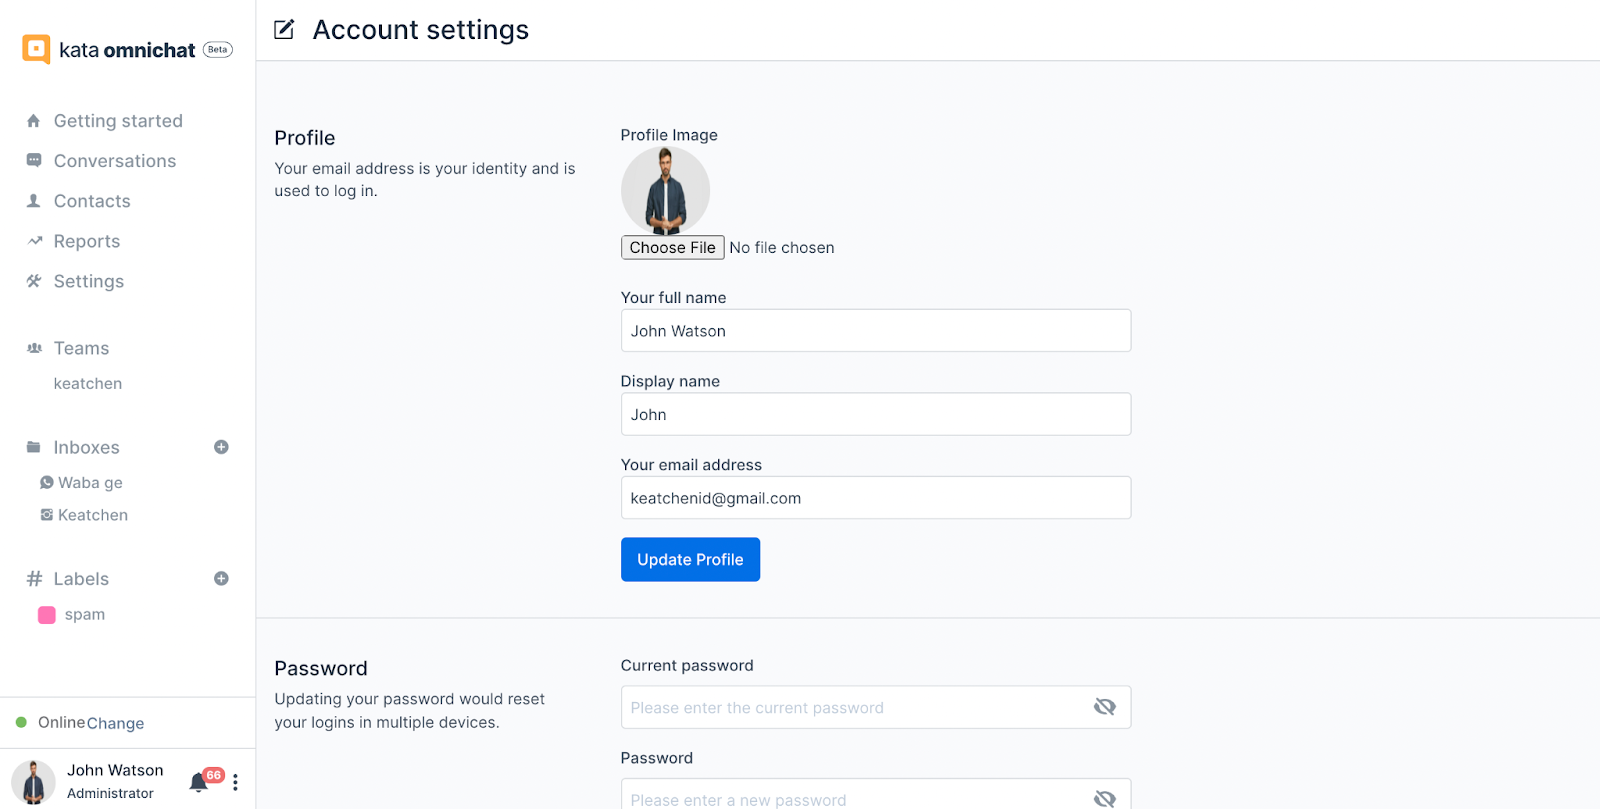 kata omnichat Beta
Getting started
Conversations
Contacts
Reports
Settings
Teams
keatchen
Inboxes
Waba ge
Keatchen
Labels
spam
Online Change
John Watson
Administrator
66
Account settings
Profile
Your email address is your identity and is
used to log in.
Profile Image
Choose File No file chosen
Your full name
John Watson
Display name
John
Your email address
keatchenid@gmail.com
Update Profile
Password
Updating your password would reset
your logins in multiple devices.
Current password
Please enter the current password
Password
Please enter a new password